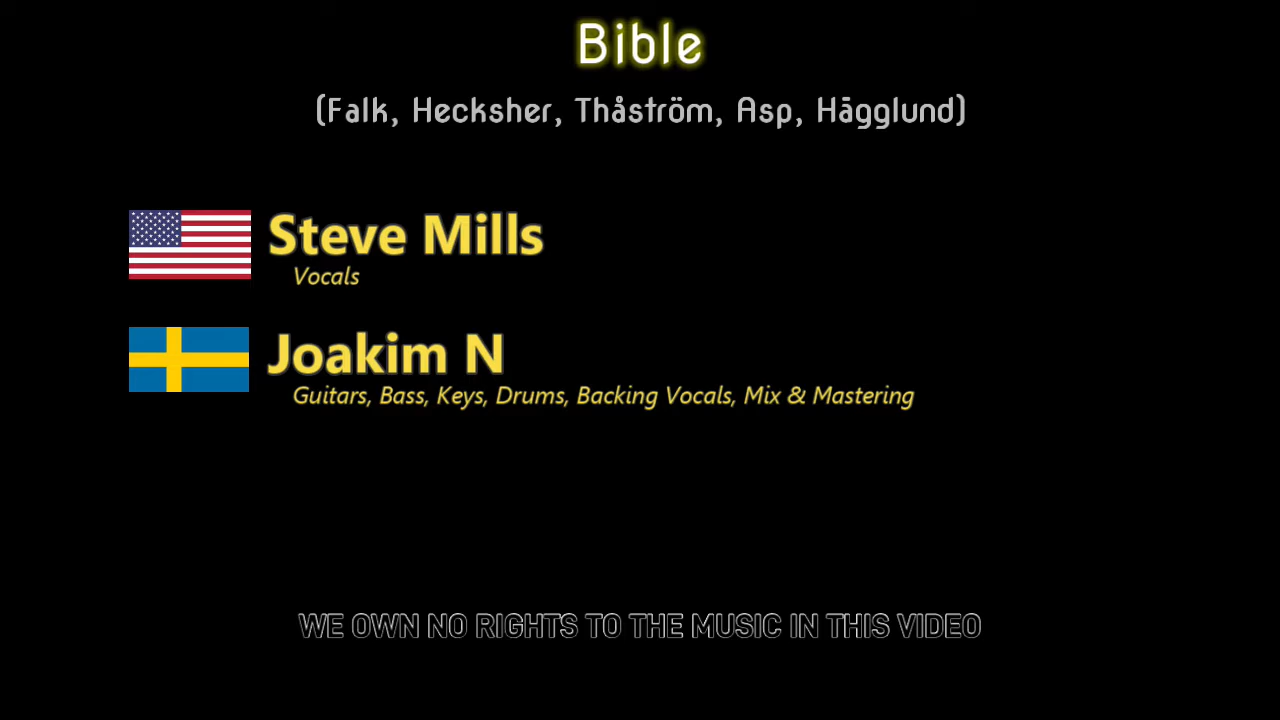 Bible
(Falk, Hecksher, Thåström, Asp, Hägglund)
Steve Mills
Vocals
Joakim N
Guitars, Bass, Keys, Drums, Backing Vocals, Mix & Mastering
WE OWN NO RIGHTS TO THE MUSIC IN THIS VIDEO